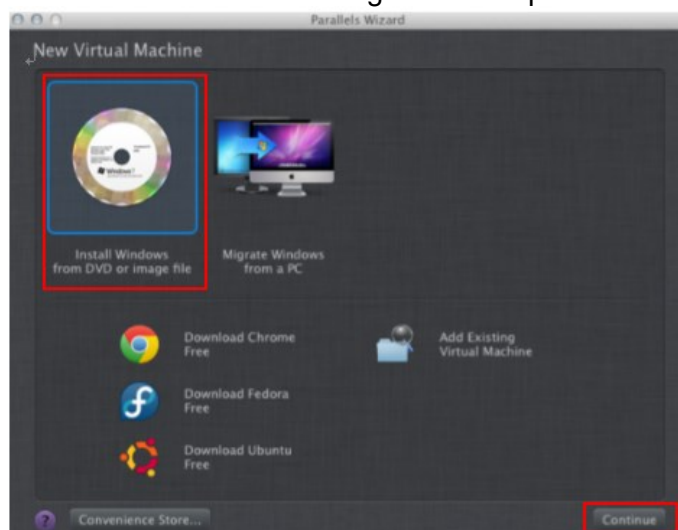 Parallels Wizard
New Virtual Machine
Install Windows
from DVD or image file
Migrate Windows
from a PC
Download Chrome
Free
Add Existing
Virtual Machine
Download Fedora
Free
Download Ubuntu
Free
?
Convenience Store...
Continue